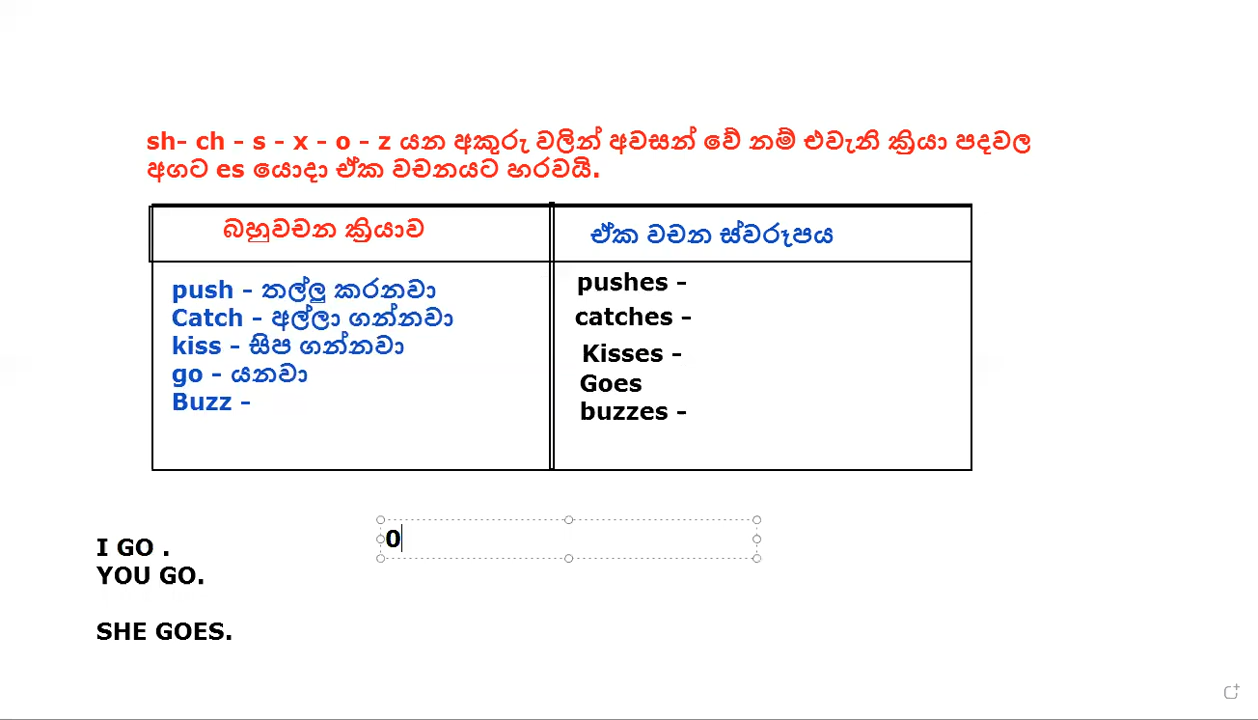 sh- ch - s - x - o - z යන අකුරු වලින් අවසන් වේ නම් එවැනි ක්‍රියා පදවල
අගට es යොදා ඒක වචනයට හරවයි.
බහුවචන ක්‍රියාව
ඒක වචන ස්වරූපය
push - තල්ලු කරනවා
Catch - අල්ලා ගන්නවා
kiss - සිප ගන්නවා
go - යනවා
Buzz -
pushes -
catches -
Kisses -
Goes
buzzes -
0
I GO .
YOU GO.
SHE GOES.